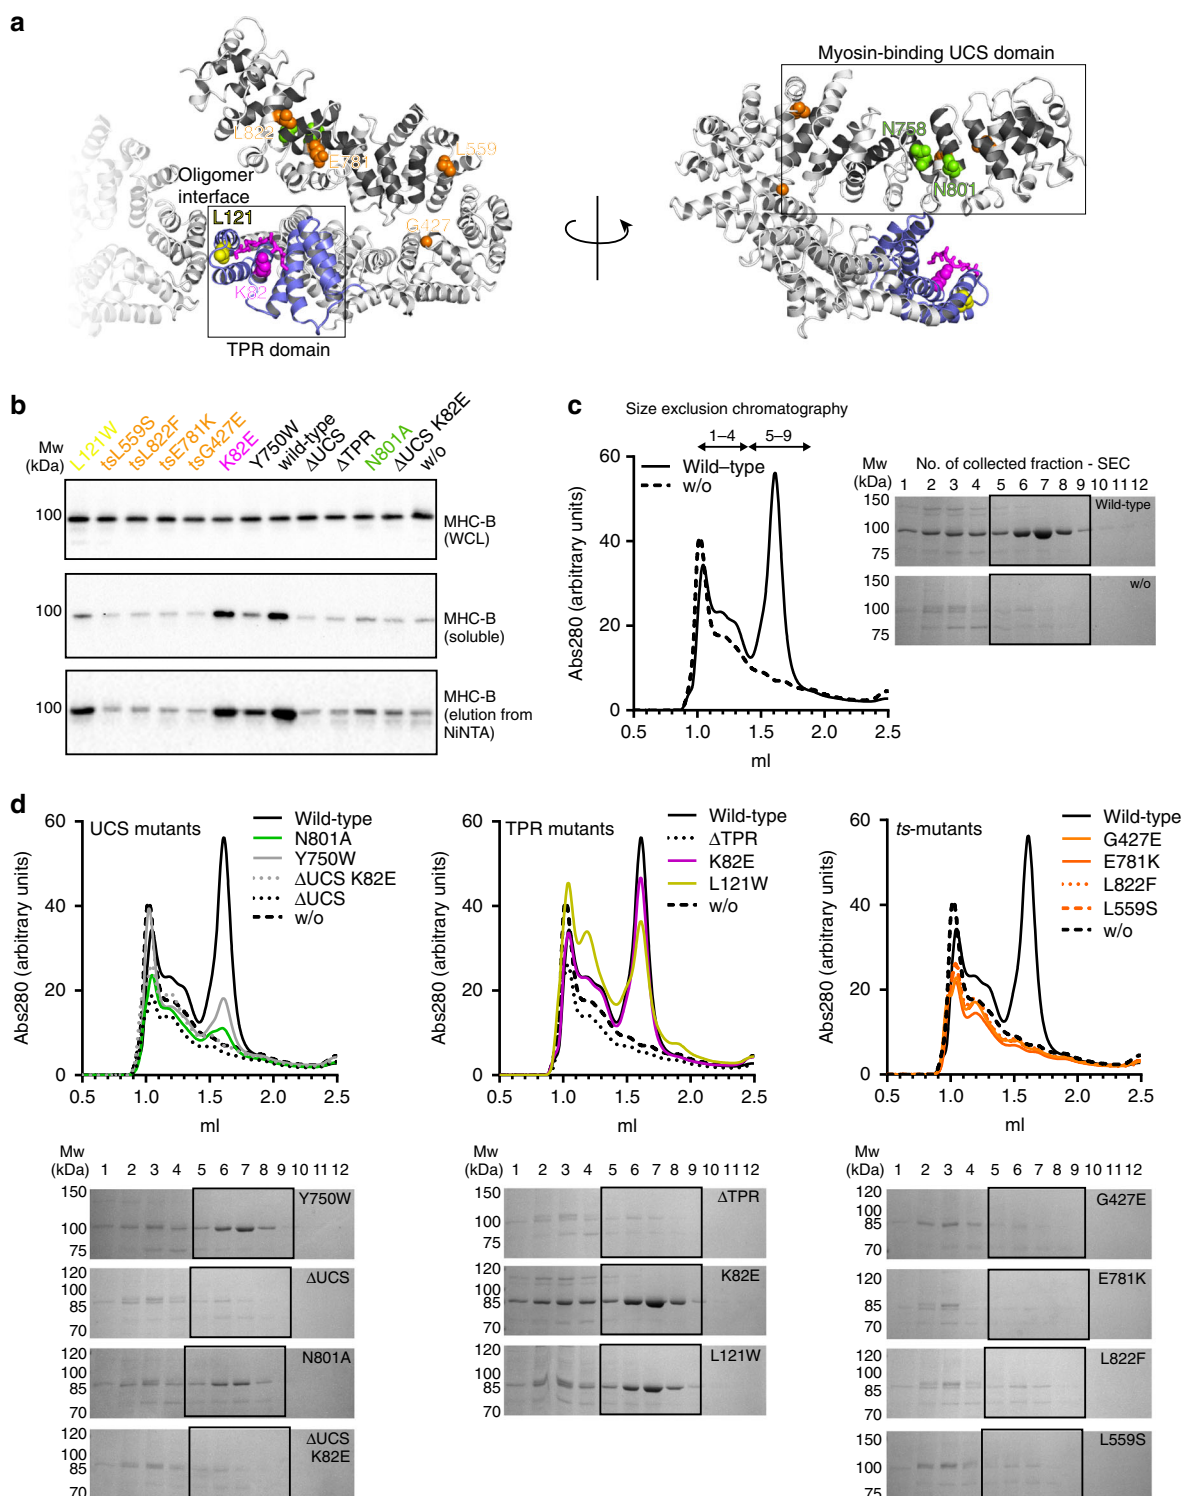 a
Myosin-binding UCS domain
L822
E781
L559
Oligomer
interface
L121
G427
K82
TPR domain
N758
N801
b
Mw
(kDa)
L121W
tsL559S
tsL822F
tsE781K
tsG427E
K82E
Y750W
wild-type
ΔUCS
ΔTPR
N801A
ΔUCS K82E
w/o
100
MHC-B
(WCL)
100
MHC-B
(soluble)
100
MHC-B
(elution from
NiNTA)
c
Size exclusion chromatography
1–4 5–9
Wild–type
w/o
Abs280 (arbitrary units)
60
40
20
0
0.5 1.0 1.5 2.0 2.5
ml
Mw
(kDa)
No. of collected fraction - SEC
1 2 3 4 5 6 7 8 9 10 11 12
150
100
75
Wild-type
150
100
75
w/o
d
UCS mutants
Wild-type
N801A
Y750W
ΔUCS K82E
ΔUCS
w/o
Abs280 (arbitrary units)
60
40
20
0
0.5 1.0 1.5 2.0 2.5
ml
TPR mutants
Wild-type
ΔTPR
K82E
L121W
w/o
Abs280 (arbitrary units)
60
40
20
0
0.5 1.0 1.5 2.0 2.5
ml
ts-mutants
Wild-type
G427E
E781K
L822F
L559S
w/o
Abs280 (arbitrary units)
60
40
20
0
0.5 1.0 1.5 2.0 2.5
ml
Mw
(kDa)
1 2 3 4 5 6 7 8 9 10 11 12
150
100
75
Y750W
120
100
85
70
ΔUCS
120
100
85
70
N801A
120
100
85
70
ΔUCS
K82E
Mw
(kDa)
1 2 3 4 5 6 7 8 9 10 11 12
150
100
75
ΔTPR
120
100
85
70
K82E
120
100
85
70
L121W
Mw
(kDa)
1 2 3 4 5 6 7 8 9 10 11 12
120
100
85
70
G427E
120
85
70
E781K
120
100
85
70
L822F
150
100
75
L559S